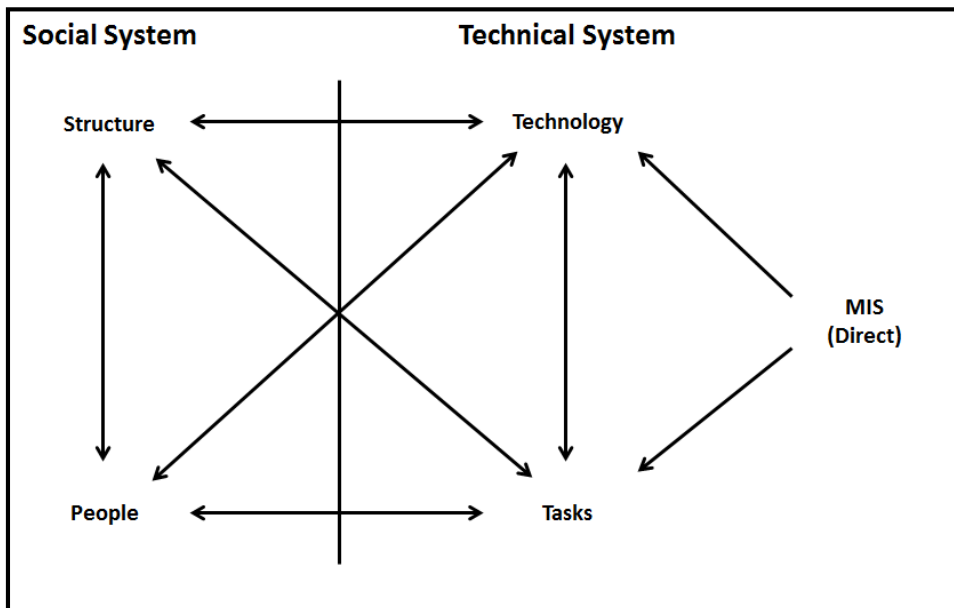 Social System
Technical System
Structure
Technology
MIS
(Direct)
People
Tasks